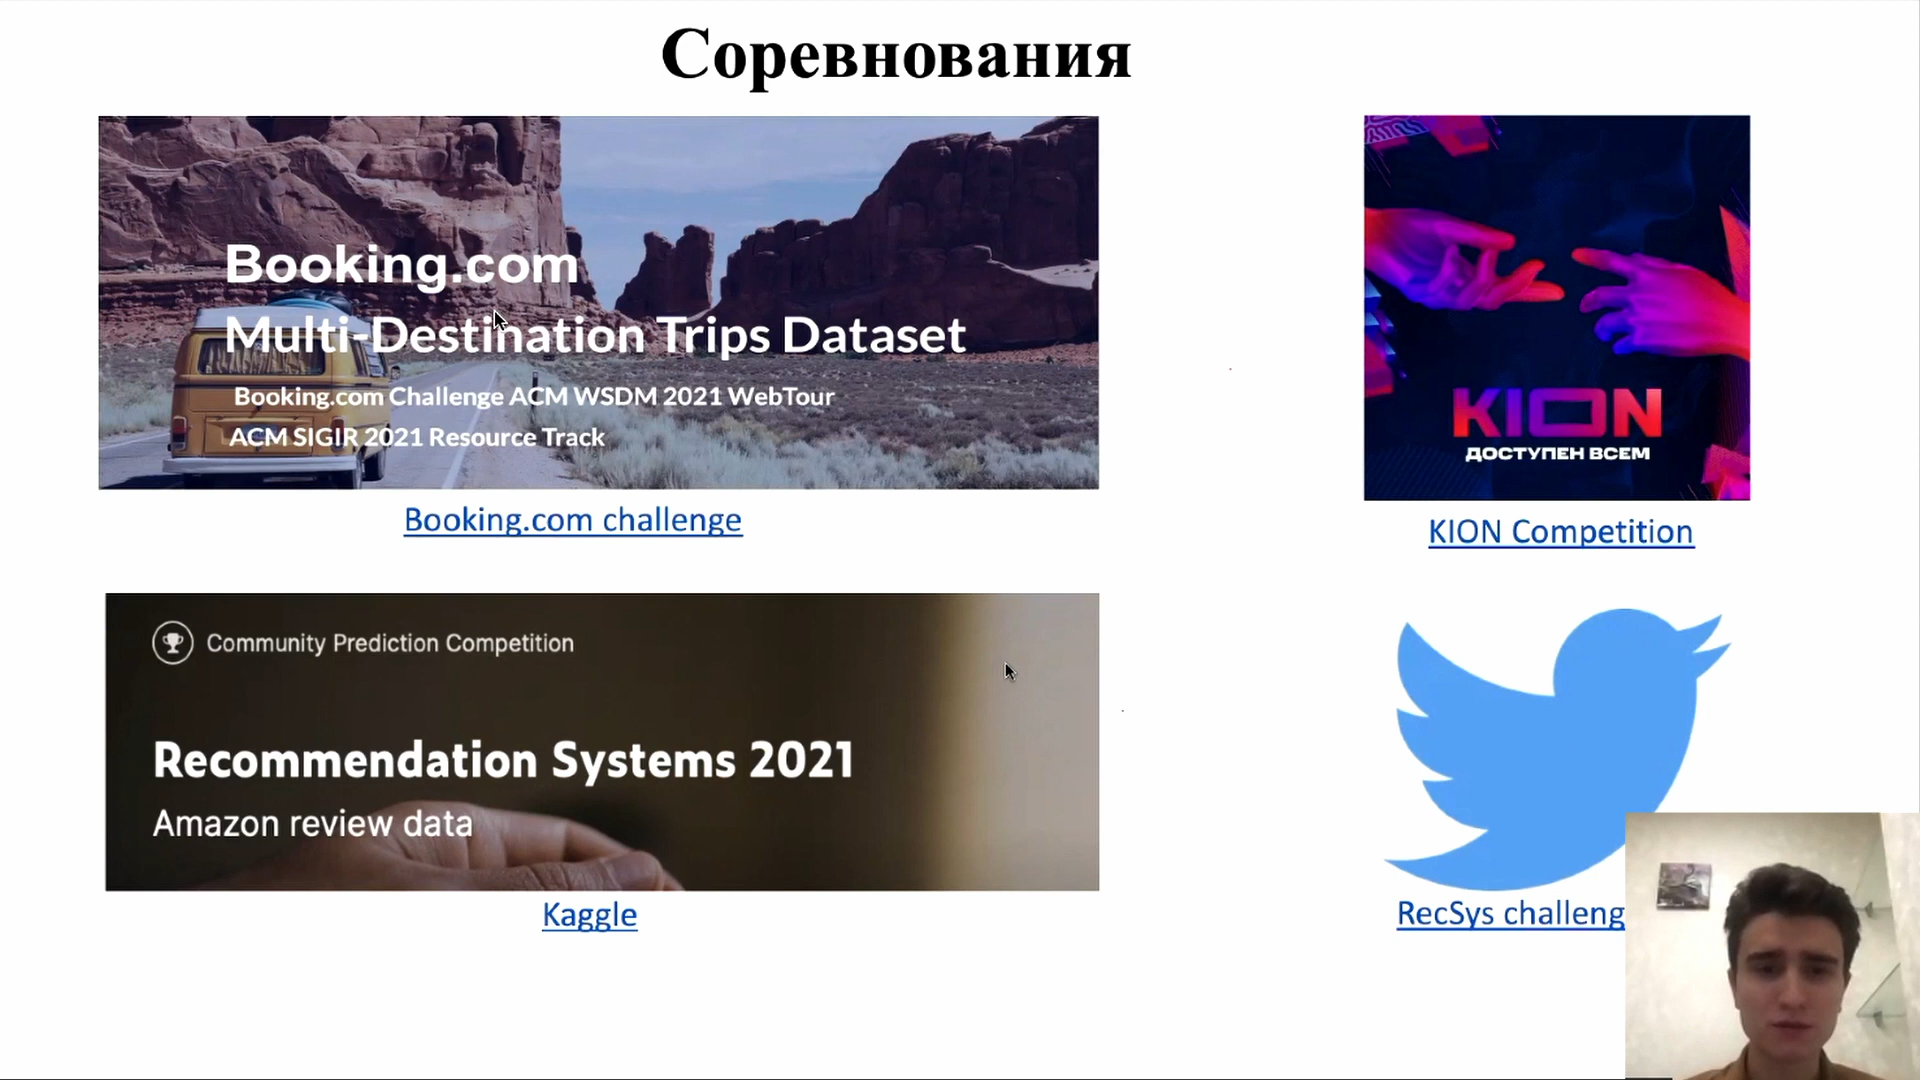 Соревнования
Booking.com
Multi-Destination Trips Dataset
Booking.com Challenge ACM WSDM 2021 WebTour
ACM SIGIR 2021 Resource Track
Booking.com challenge
KION
ДОСТУПЕН ВСЕМ
KION Competition
Community Prediction Competition
Recommendation Systems 2021
Amazon review data
Kaggle
RecSys challeng